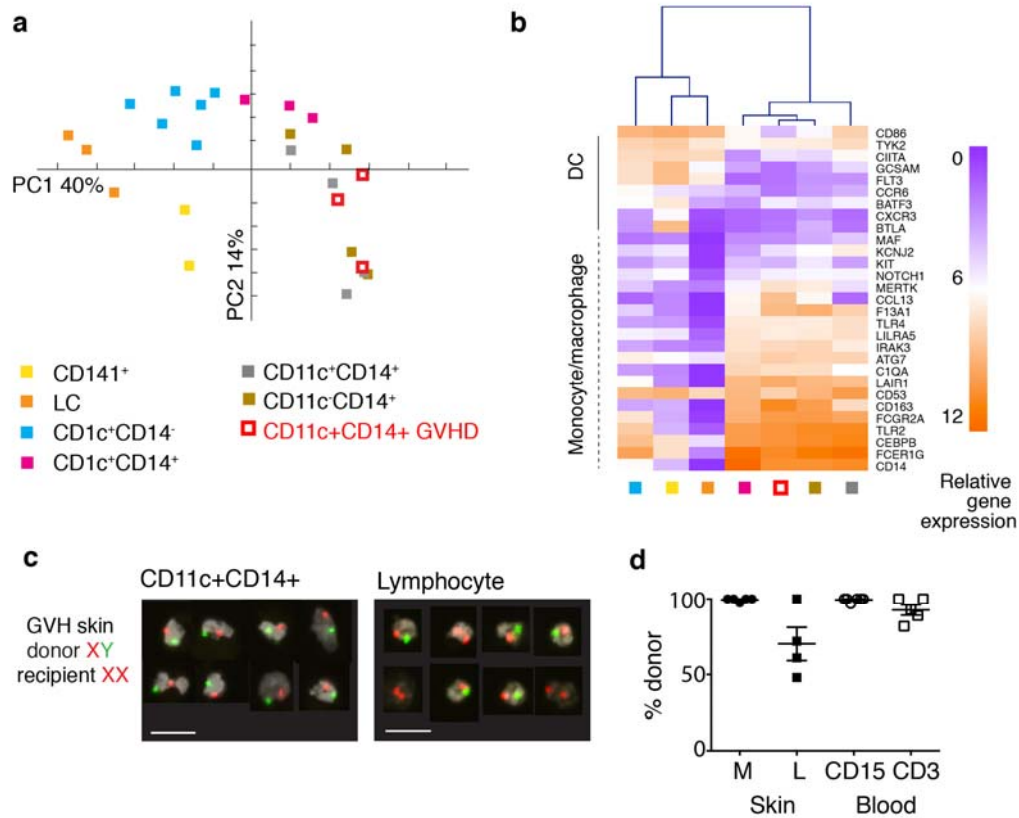 a
PC1 40%
PC2 14%
CD141+
LC
CD1c+CD14-
CD1c+CD14+
CD11c+CD14+
CD11c-CD14+
CD11c+CD14+ GVHD
b
DC
Monocyte/macrophage
CD86
TYK2
CIITA
GCSAM
FLT3
CCR6
BATF3
CXCR3
BTLA
MAF
KCNJ2
KIT
NOTCH1
MERTK
CCL13
F13A1
TLR4
LILRA5
IRAK3
ATG7
C1QA
LAIR1
CD53
CD163
FCGR2A
TLR2
CEBPB
FCER1G
CD14
0
6
12
Relative
gene
expression
c
CD11c+CD14+
Lymphocyte
GVH skin
donor XY
recipient XX
d
% donor
100
50
0
M L CD15 CD3
Skin Blood